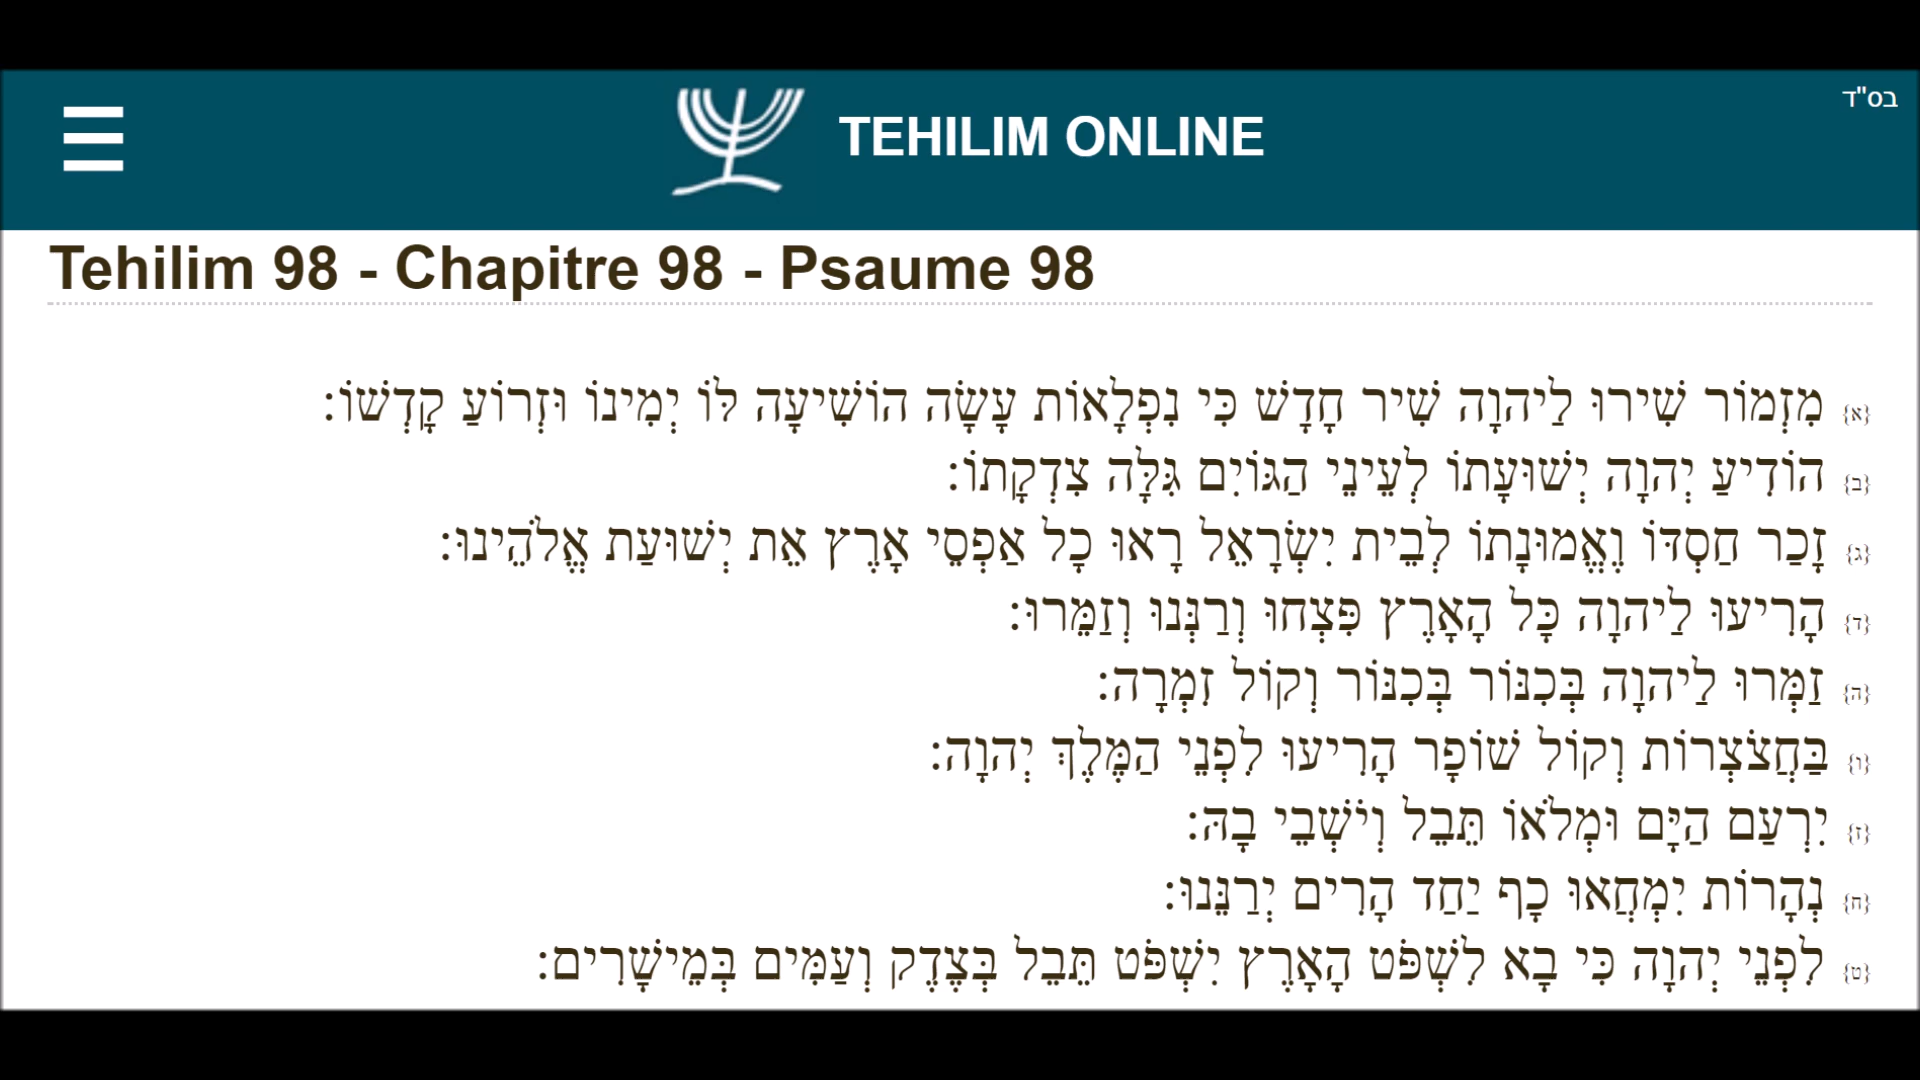 בס"ד
TEHILIM ONLINE
Tehilim 98 - Chapitre 98 - Psaume 98
{א} מִזְמוֹר שִׁירוּ לַיהוָה שִׁיר חָדָשׁ כִּי נִפְלָאוֹת עָשָׂה הוֹשִׁיעָה לּוֹ יְמִינוֹ וּזְרוֹעַ קָדְשׁוֹ:
{ב} הוֹדִיעַ יְהוָה יְשׁוּעָתוֹ לְעֵינֵי הַגּוֹיִם גִּלָּה צִדְקָתוֹ:
{ג} זָכַר חַסְדּוֹ וֶאֱמוּנָתוֹ לְבֵית יִשְׂרָאֵל רָאוּ כָל אַפְסֵי אָרֶץ אֵת יְשׁוּעַת אֱלֹהֵינוּ:
{ד} הָרִיעוּ לַיהוָה כָּל הָאָרֶץ פִּצְחוּ וְרַנְּנוּ וְזַמֵּרוּ:
{ה} זַמְּרוּ לַיהוָה בְּכִנּוֹר בְּכִנּוֹר וְקוֹל זִמְרָה:
{ו} בַּחֲצֹצְרוֹת וְקוֹל שׁוֹפָר הָרִיעוּ לִפְנֵי הַמֶּלֶךְ יְהוָה:
{ז} יִרְעַם הַיָּם וּמְלֹאוֹ תֵּבֵל וְיֹשְׁבֵי בָהּ:
{ח} נְהָרוֹת יִמְחֲאוּ כָף יַחַד הָרִים יְרַנֵּנוּ:
{ט} לִפְנֵי יְהוָה כִּי בָא לִשְׁפֹּט הָאָרֶץ יִשְׁפֹּט תֵּבֵל בְּצֶדֶק וְעַמִּים בְּמֵישָׁרִים: